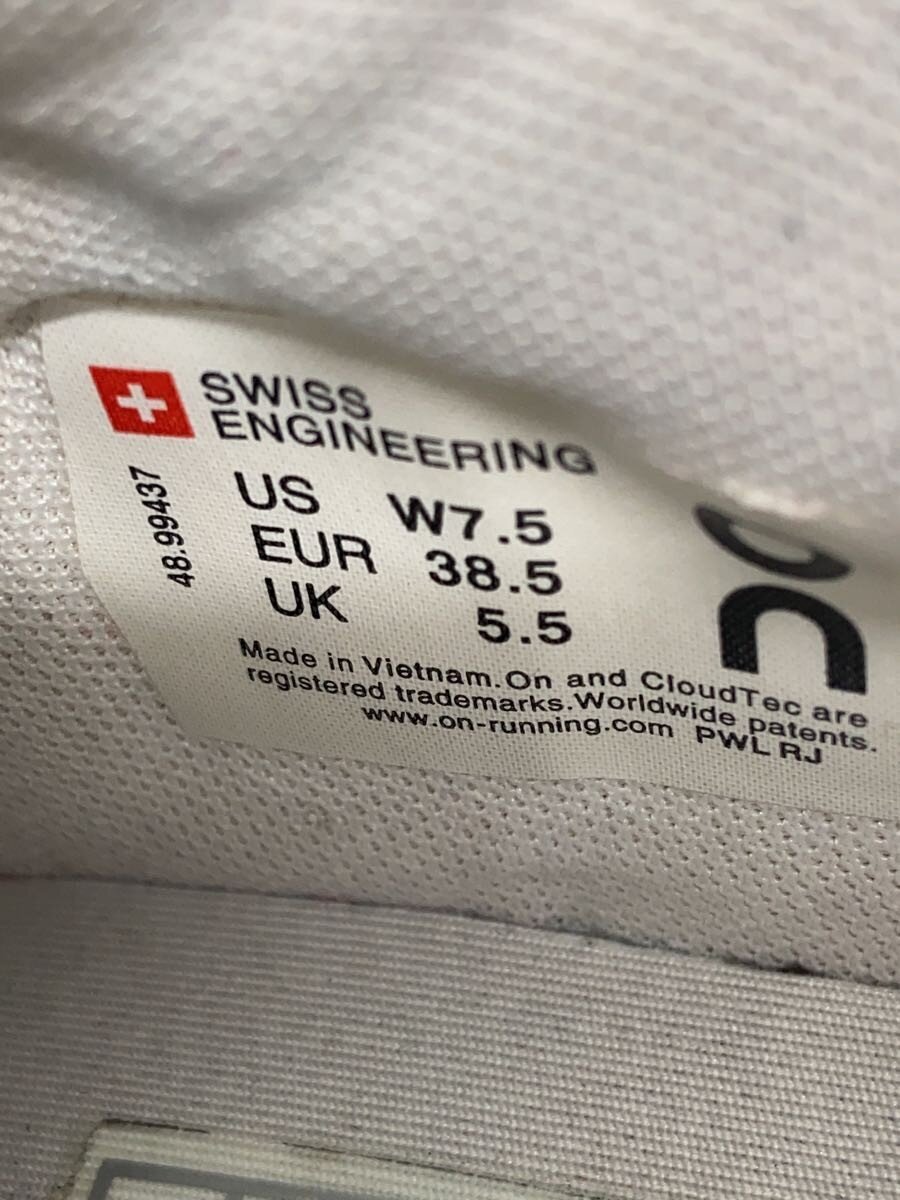 SWISS
ENGINEERING
48.99437
US W7.5
EUR 38.5
UK 5.5
on
Made in Vietnam.On and CloudTec are
registered trademarks.Worldwide patents.
www.on-running.com PWL RJ